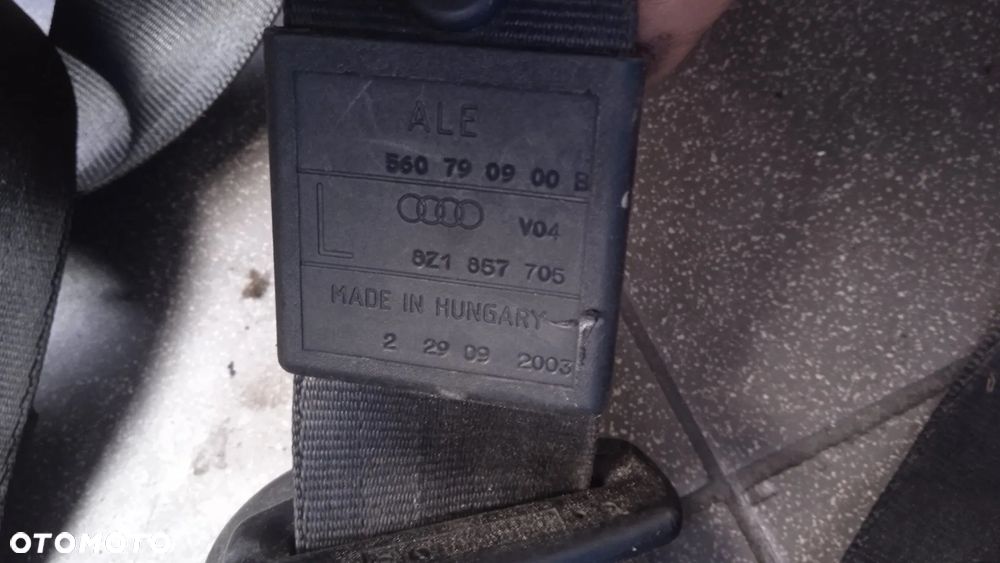 ALE
560 79 09 00 B
L
V04
8Z1 857 705
MADE IN HUNGARY
2 29 09 2003
OTOMOTO